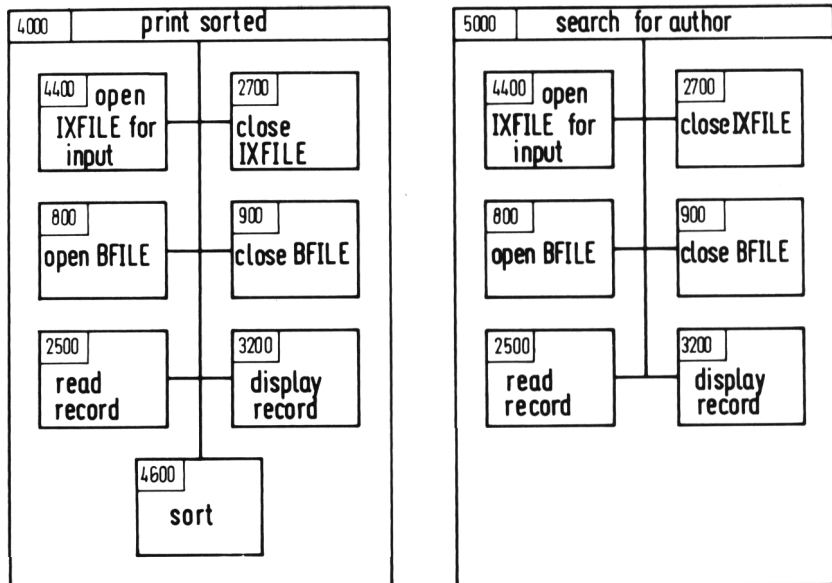 4000 print sorted
4400 open
IXFILE for
input
2700
close
IXFILE
800
open BFILE
900
close BFILE
2500
read
record
3200
display
record
4600
sort
5000 search for author
4400 open
IXFILE for
input
2700
close IXFILE
800
open BFILE
900
close BFILE
2500
read
record
3200
display
record